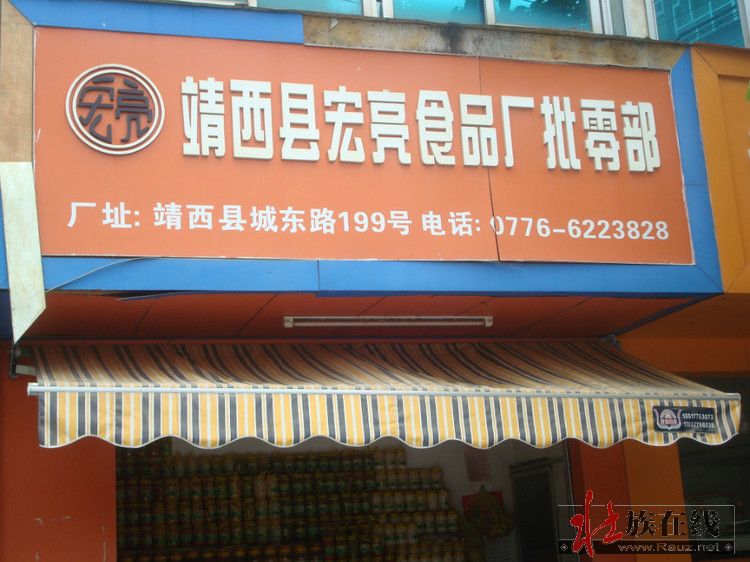 宏亮
靖西县宏亮食品厂批零部
厂址: 靖西县城东路199号 电话: 0776-6223828
壮族在线
www.Rauz.net